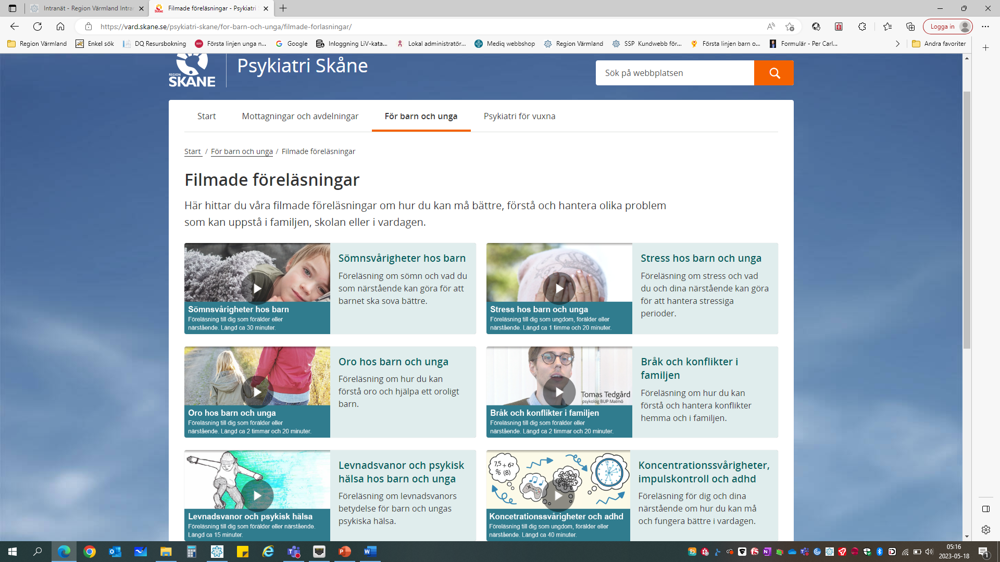 Intranät - Region Värmland Intra
Filmade föreläsningar - Psykiatri
https://vard.skane.se/psykiatri-skane/for-barn-och-unga/filmade-forlasningar/
Logga in
Region Värmland
Enkel sök
DQ Resursbokning
Första linjen unga n...
Google
Inloggning LiV-kata...
Lokal administratör...
Mediq webbshop
Region Värmland
SSP Kundwebb för...
Första linjen barn o...
Formulär - Per Carl...
Andra favoriter
REGION
SKÅNE
Psykiatri Skåne
Sök på webbplatsen
Start
Mottagningar och avdelningar
För barn och unga
Psykiatri för vuxna
Start / För barn och unga / Filmade föreläsningar
Filmade föreläsningar
Här hittar du våra filmade föreläsningar om hur du kan må bättre, förstå och hantera olika problem
som kan uppstå i familjen, skolan eller i vardagen.
Sömnsvårigheter hos barn
Föreläsning till dig som förälder eller
närstående. Längd ca 30 minuter.
Sömnsvårigheter hos barn
Föreläsning om sömn och vad du
som närstående kan göra för att
barnet ska sova bättre.
Stress hos barn och unga
Föreläsning till dig som ungdom, förälder eller
närstående. Längd ca 1 timme och 20 minuter.
Stress hos barn och unga
Föreläsning om stress och vad
du och dina närstående kan göra
för att hantera stressiga
perioder.
Oro hos barn och unga
Föreläsning till dig som förälder eller
närstående. Längd ca 2 timmar och 20 minuter.
Oro hos barn och unga
Föreläsning om hur du kan
förstå oro och hjälpa ett oroligt
barn.
Tomas Tedgård
psykolog BUP Malmö
Bråk och konflikter i familjen
Föreläsning till dig som förälder eller
närstående. Längd ca 2 timmar och 20 minuter.
Bråk och konflikter i
familjen
Föreläsning om hur du kan
förstå och hantera konflikter
hemma och i familjen.
Levnadsvanor och psykisk hälsa
Föreläsning till dig som förälder eller närstående.
Längd ca 15 minuter.
Levnadsvanor och psykisk
hälsa hos barn och unga
Föreläsning om levnadsvanors
betydelse för barn och ungas
psykiska hälsa.
7,5 + 6²
% (8)
Koncetrationssvårigheter och adhd
Föreläsning till dig som ungdom, förälder eller
närstående. Längd ca 40 minuter.
Koncentrationssvårigheter,
impulskontroll och adhd
Föreläsning för dig och dina
närstående om hur du kan må
och fungera bättre i vardagen.
05:16
2023-05-18
1